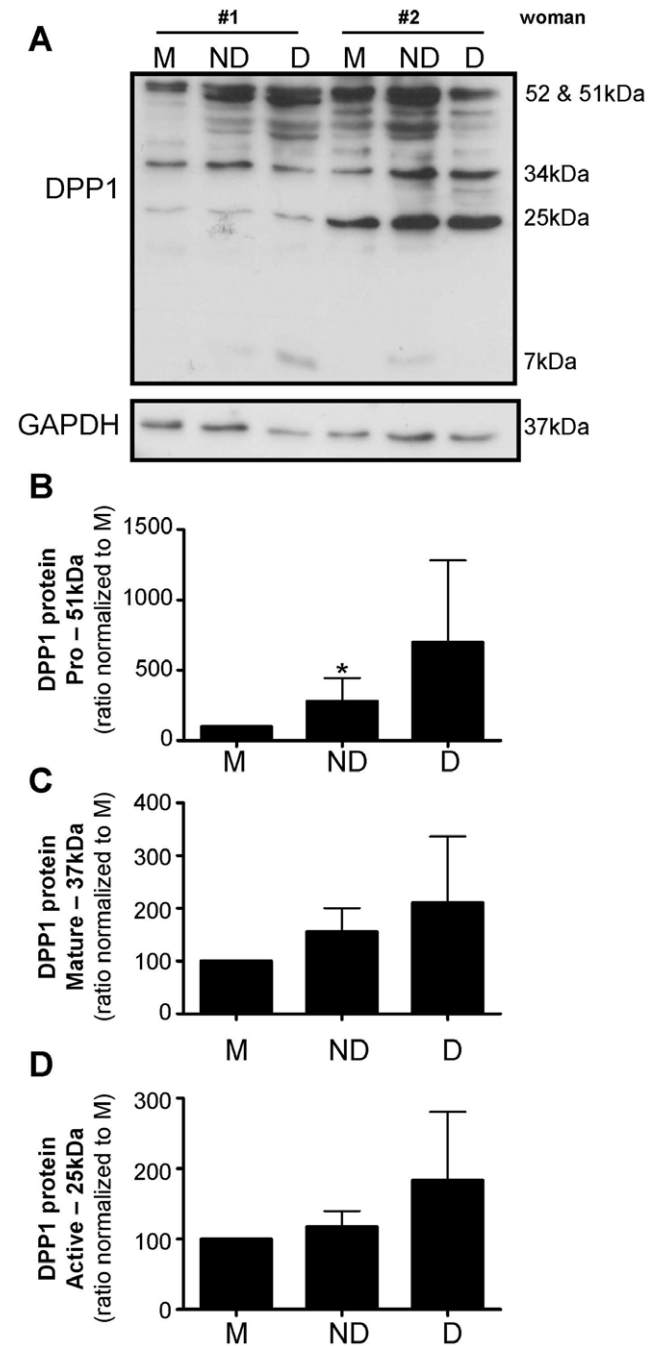 #1 #2 woman
A
M ND D M ND D
52 & 51kDa
DPP1
34kDa
25kDa
7kDa
GAPDH
37kDa
B
DPP1 protein
Pro – 51kDa
(ratio normalized to M)
1500
1000
500
0
*
M ND D
C
DPP1 protein
Mature – 37kDa
(ratio normalized to M)
400
300
200
100
0
M ND D
D
DPP1 protein
Active – 25kDa
(ratio normalized to M)
300
200
100
0
M ND D